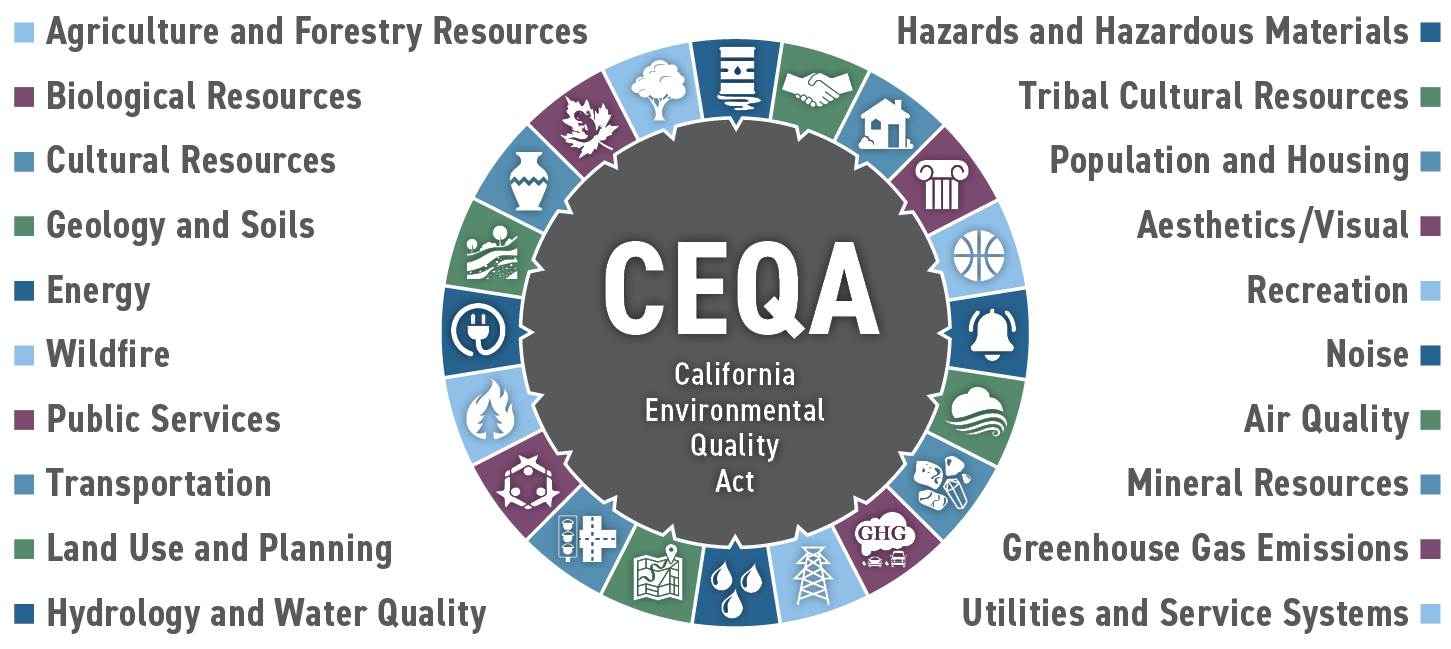 Agriculture and Forestry Resources
Biological Resources
Cultural Resources
Geology and Soils
Energy
Wildfire
Public Services
Transportation
Land Use and Planning
Hydrology and Water Quality
CEQA
California
Environmental
Quality
Act
GHG
Hazards and Hazardous Materials
Tribal Cultural Resources
Population and Housing
Aesthetics/Visual
Recreation
Noise
Air Quality
Mineral Resources
Greenhouse Gas Emissions
Utilities and Service Systems